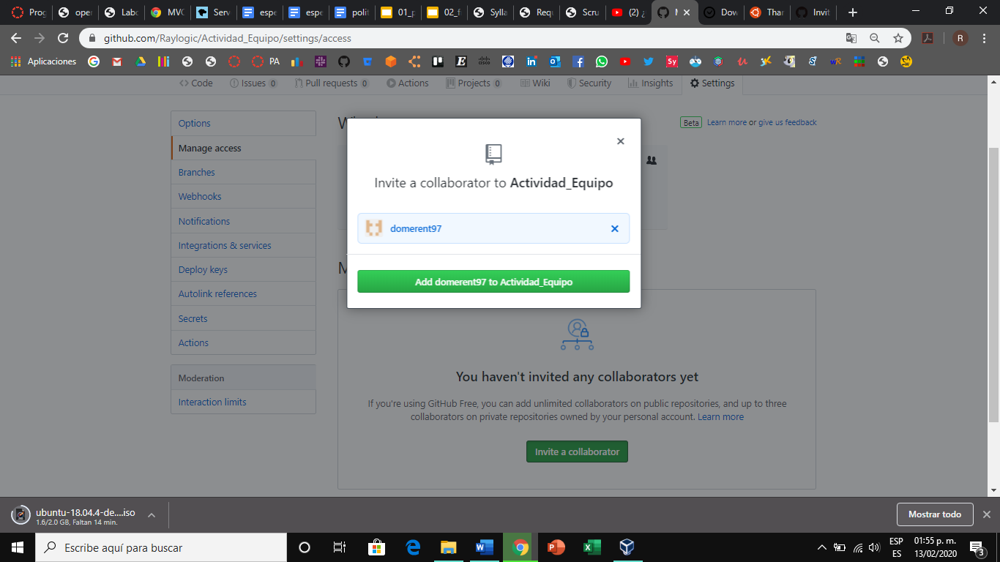 Prog
oper
Labo
MVC
Serv
espe
espe
polit
01_p
02_f
Sylla
Requ
Scru
(2) ¿
Dow
Thar
Invit
github.com/Raylogic/Actividad_Equipo/settings/access
R
Aplicaciones
PA
Code
Issues 0
Pull requests 0
Actions
Projects 0
Wiki
Security
Insights
Settings
Options
Manage access
Branches
Webhooks
Notifications
Integrations & services
Deploy keys
Autolink references
Secrets
Actions
Moderation
Interaction limits
Beta Learn more or give us feedback
Invite a collaborator to Actividad_Equipo
domerent97
Add domerent97 to Actividad_Equipo
You haven't invited any collaborators yet
If you're using GitHub Free, you can add unlimited collaborators on public repositories, and up to three
collaborators on private repositories owned by your personal account. Learn more
Invite a collaborator
ubuntu-18.04.4-de....iso
1.6/2.0 GB, Faltan 14 min.
Mostrar todo
Escribe aquí para buscar
ESP
ES
01:55 p. m.
13/02/2020
3